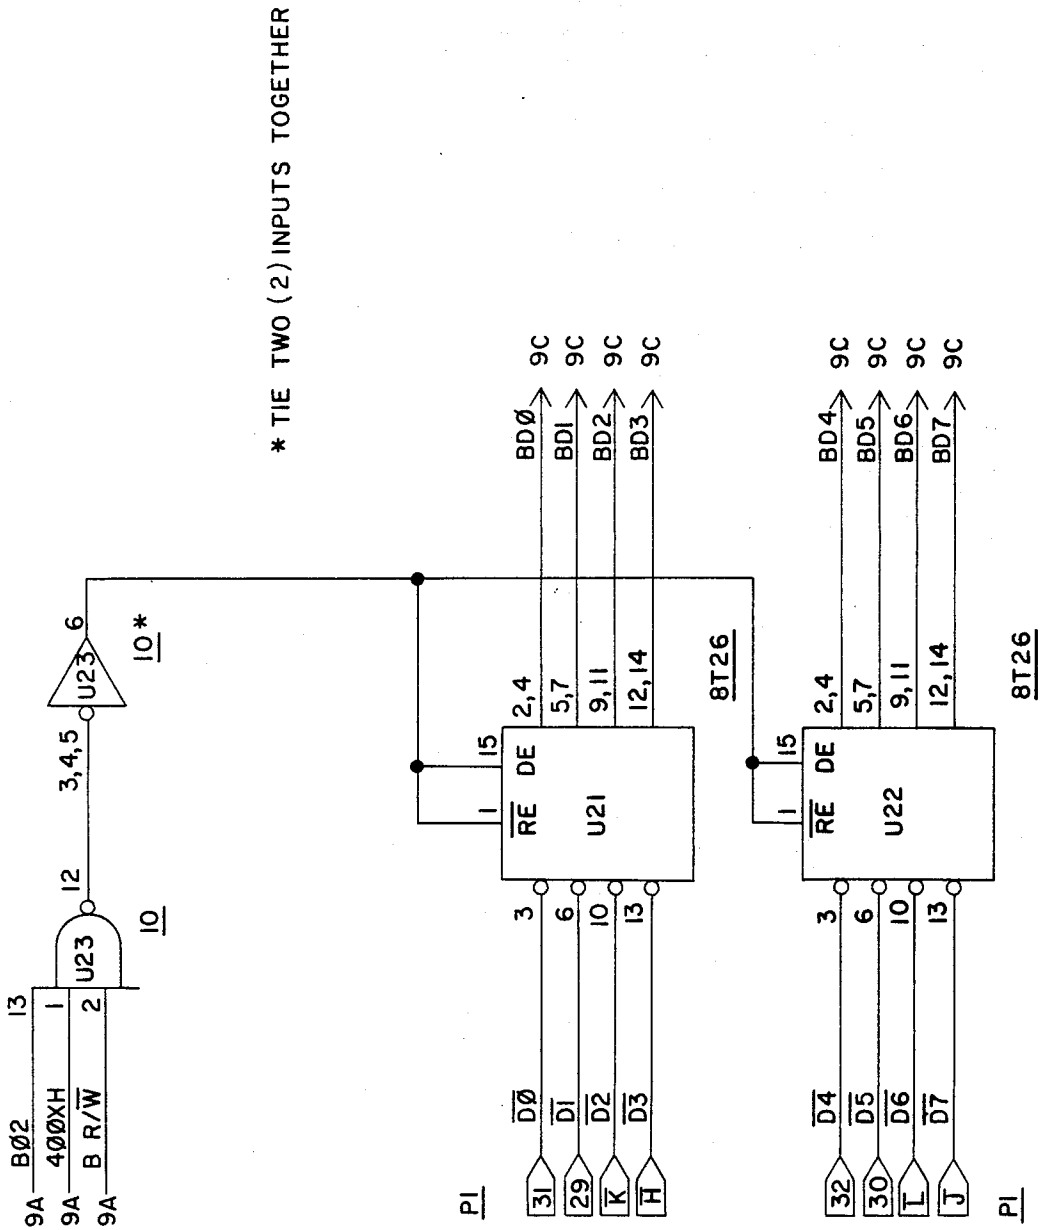 9A BØ2 13
9A 4ØØXH 1
9A B R/W̅ 2
U23
10
12
3,4,5
U23
6
10*
* TIE TWO (2) INPUTS TOGETHER
P1
31 D̅Ø̅ 3
29 D̅1̅ 6
K̅ D̅2̅ 10
H̅ D̅3̅ 13
1 15
R̅E̅ DE
U21
8T26
2,4 BDØ 9C
5,7 BD1 9C
9,11 BD2 9C
12,14 BD3 9C
32 D̅4̅ 3
30 D̅5̅ 6
L̅ D̅6̅ 10
J̅ D̅7̅ 13
P1
1 15
R̅E̅ DE
U22
8T26
2,4 BD4 9C
5,7 BD5 9C
9,11 BD6 9C
12,14 BD7 9C